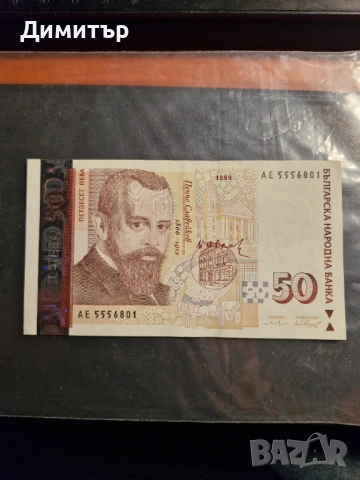 Димитър
ПЕТДЕСЕТ ЛЕВА
Пенчо Славейков
1866-1912
1999
АЕ 5556801
БЪЛГАРСКА НАРОДНА БАНКА
50
АЕ 5556801
BAZAR